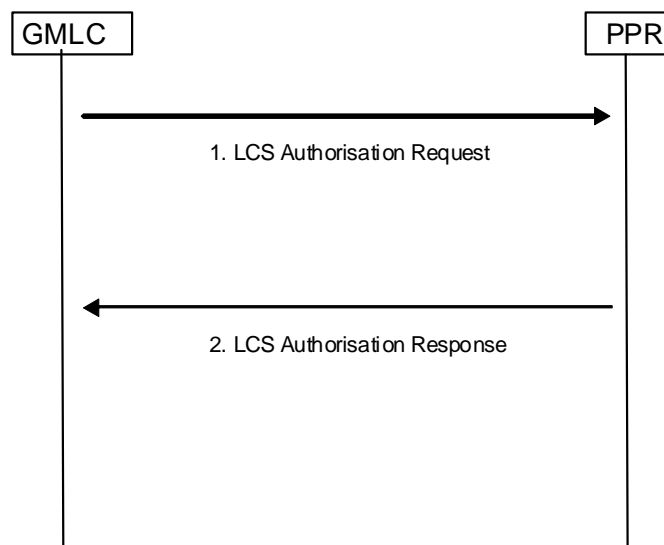 GMLC
PPR
1. LCS Authorisation Request
2. LCS Authorisation Response